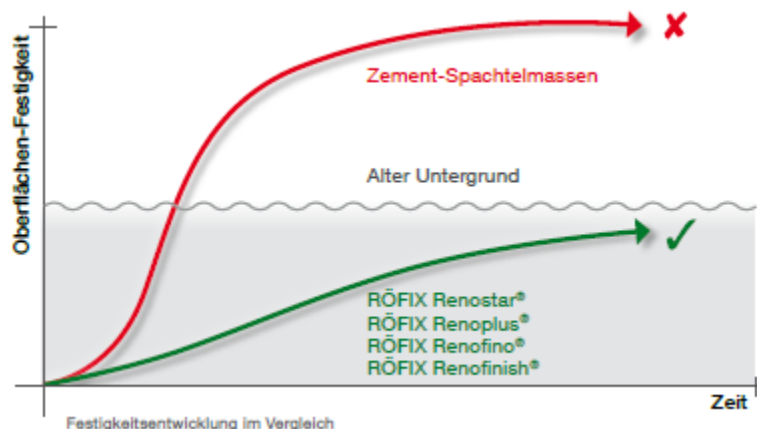 Oberflächen-Festigkeit
Zement-Spachtelmassen
Alter Untergrund
RÖFIX Renostar®
RÖFIX Renoplus®
RÖFIX Renofino®
RÖFIX Renofinish®
Zeit
Festigkeitsentwicklung im Vergleich